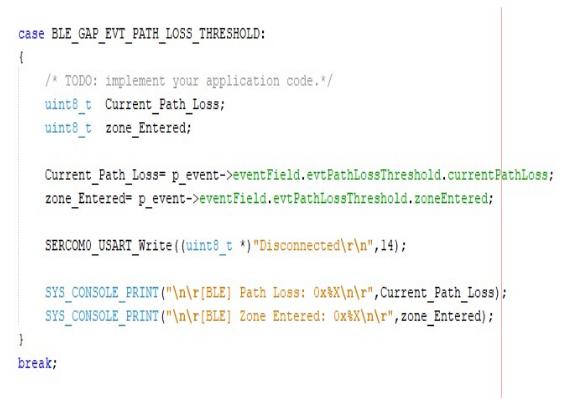 case BLE_GAP_EVT_PATH_LOSS_THRESHOLD:
{
/* TODO: implement your application code.*/
uint8_t Current_Path_Loss;
uint8_t zone_Entered;
Current_Path_Loss= p_event->eventField.evtPathLossThreshold.currentPathLoss;
zone_Entered= p_event->eventField.evtPathLossThreshold.zoneEntered;
SERCOM0_USART_Write((uint8_t *)"Disconnected\r\n",14);
SYS_CONSOLE_PRINT("\n\r[BLE] Path Loss: 0x%X\n\r",Current_Path_Loss);
SYS_CONSOLE_PRINT("\n\r[BLE] Zone Entered: 0x%X\n\r",zone_Entered);
}
break;